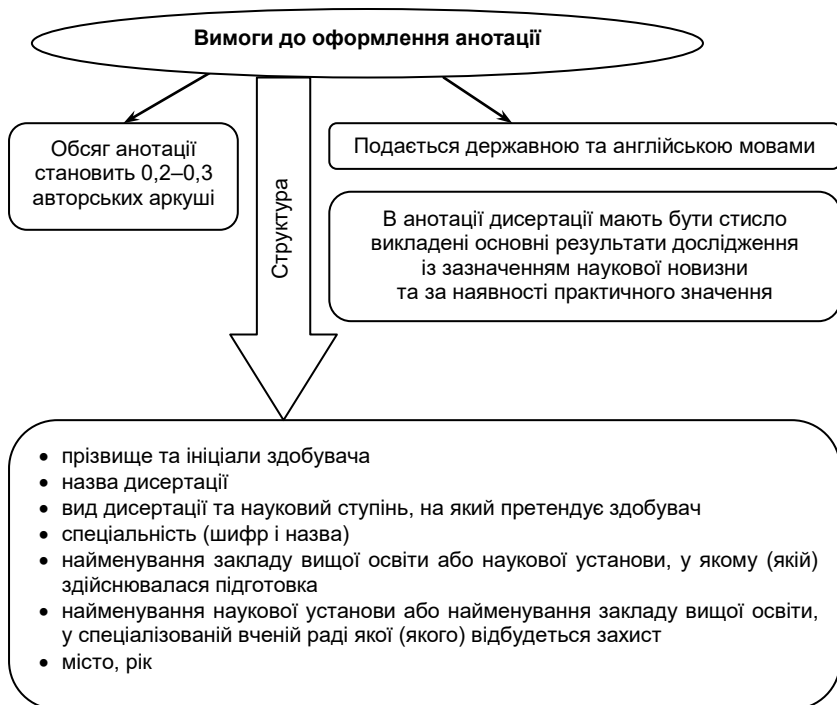 Вимоги до оформлення анотації
Обсяг анотації
становить 0,2–0,3
авторських аркуші
Структура
Подається державною та англійською мовами
В анотації дисертації мають бути стисло
викладені основні результати дослідження
із зазначенням наукової новизни
та за наявності практичного значення
• прізвище та ініціали здобувача
• назва дисертації
• вид дисертації та науковий ступінь, на який претендує здобувач
• спеціальність (шифр і назва)
• найменування закладу вищої освіти або наукової установи, у якому (якій)
здійснювалася підготовка
• найменування наукової установи або найменування закладу вищої освіти,
у спеціалізованій вченій раді якої (якого) відбудеться захист
• місто, рік